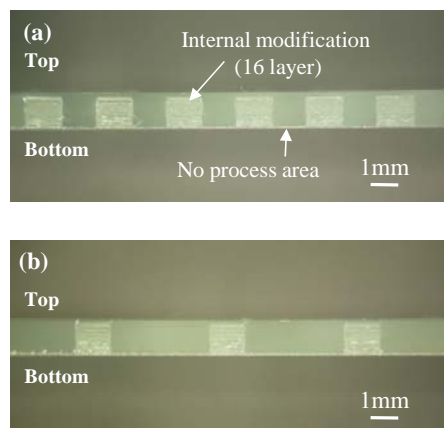 (a)
Internal modification
(16 layer)
Top
Bottom
No process area
1mm
(b)
Top
Bottom
1mm